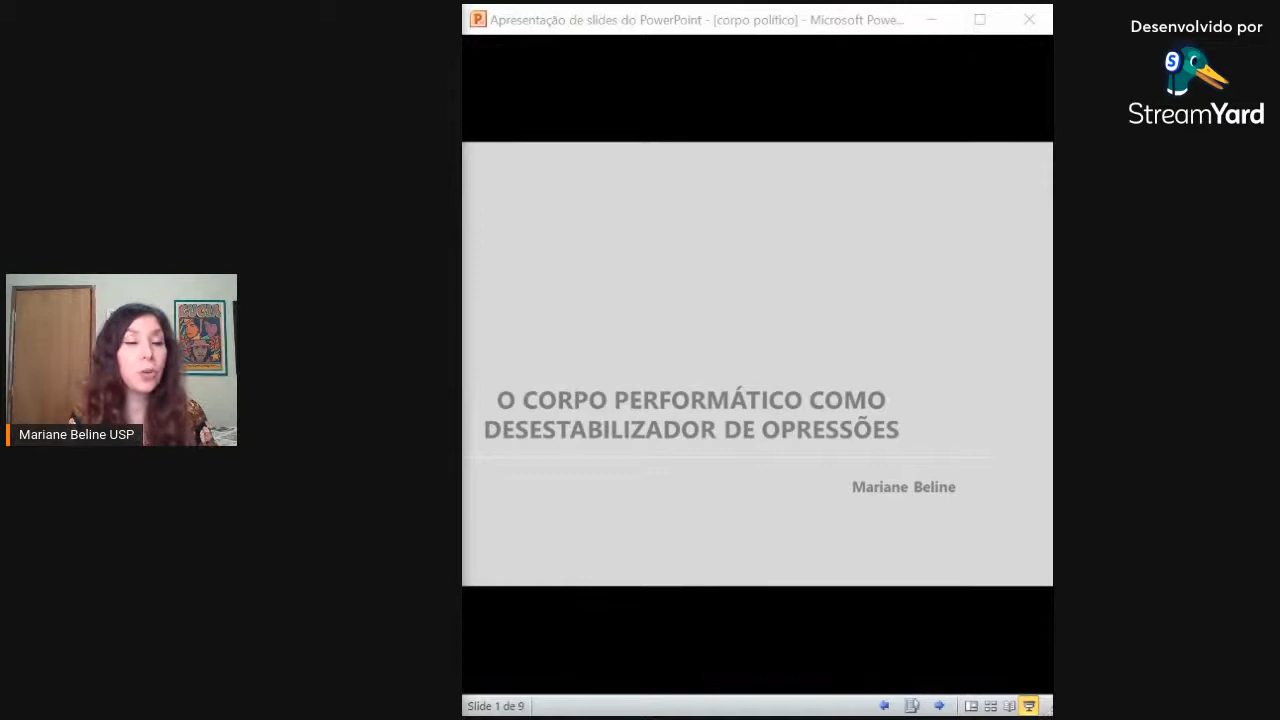 Apresentação de slides do PowerPoint - [corpo político] - Microsoft Powe...
Desenvolvido por
StreamYard
O CORPO PERFORMÁTICO COMO
DESESTABILIZADOR DE OPRESSÕES
Mariane Beline
Mariane Beline USP
Slide 1 de 9